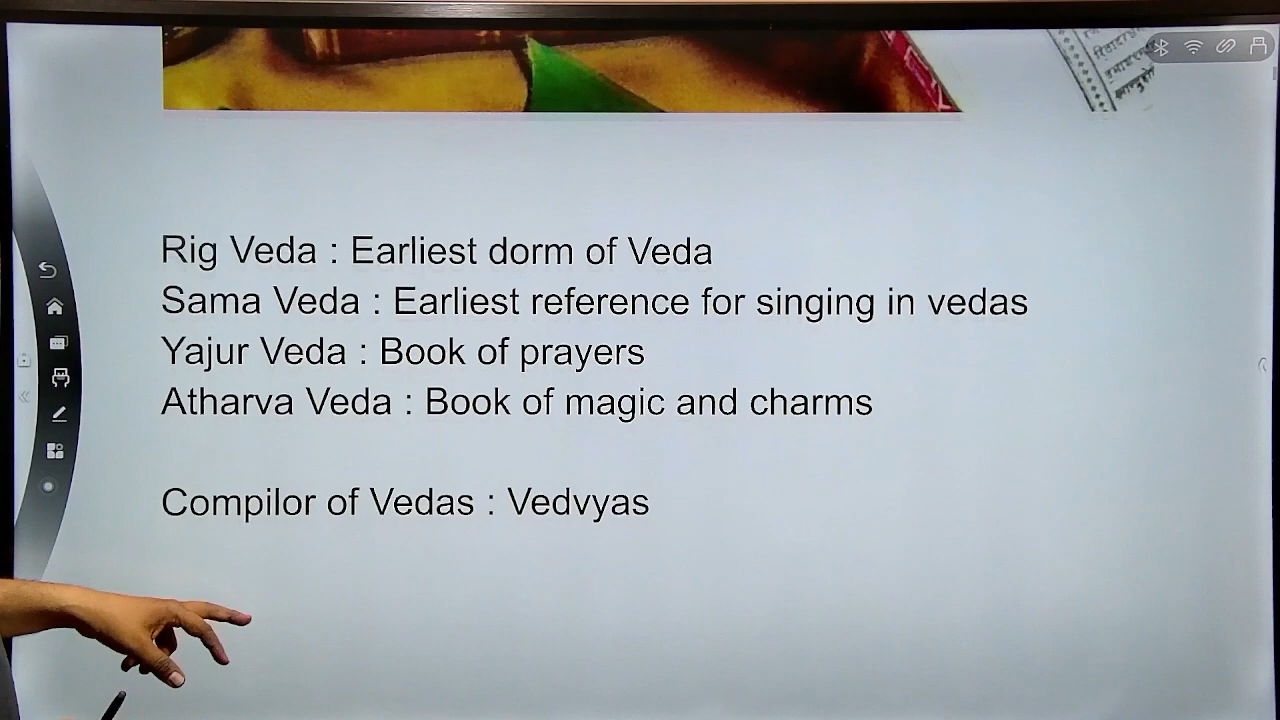 Rig Veda : Earliest dorm of Veda
Sama Veda : Earliest reference for singing in vedas
Yajur Veda : Book of prayers
Atharva Veda : Book of magic and charms
Compilor of Vedas : Vedvyas